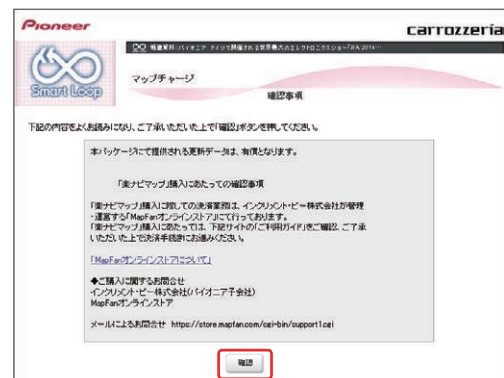 Pioneer
carrozzeria
Smart Loop
マップチャージ
確認事項
下記の内容をよくお読みになり、ご了承いただいた上で「確認」ボタンを押してください。
本パッケージにて提供される更新データは、有償となります。
「楽ナビマップ」購入にあたっての確認事項
「楽ナビマップ」購入に際しての決済業務は、インクリメント・ピー株式会社が管理
・運営する「MapFanオンラインストア」にて行っております。
「楽ナビマップ」購入にあたっては、下記サイトの「ご利用ガイド」をご確認、ご了承
いただいた上で決済手続きにお進みください。
「MapFanオンラインストアについて」
◆ご購入に関するお問合せ
インクリメント・ピー株式会社(パイオニア子会社)
MapFanオンラインストア
メールによるお問合せ https://store.mapfan.com/cgi-bin/support1.cgi
確認